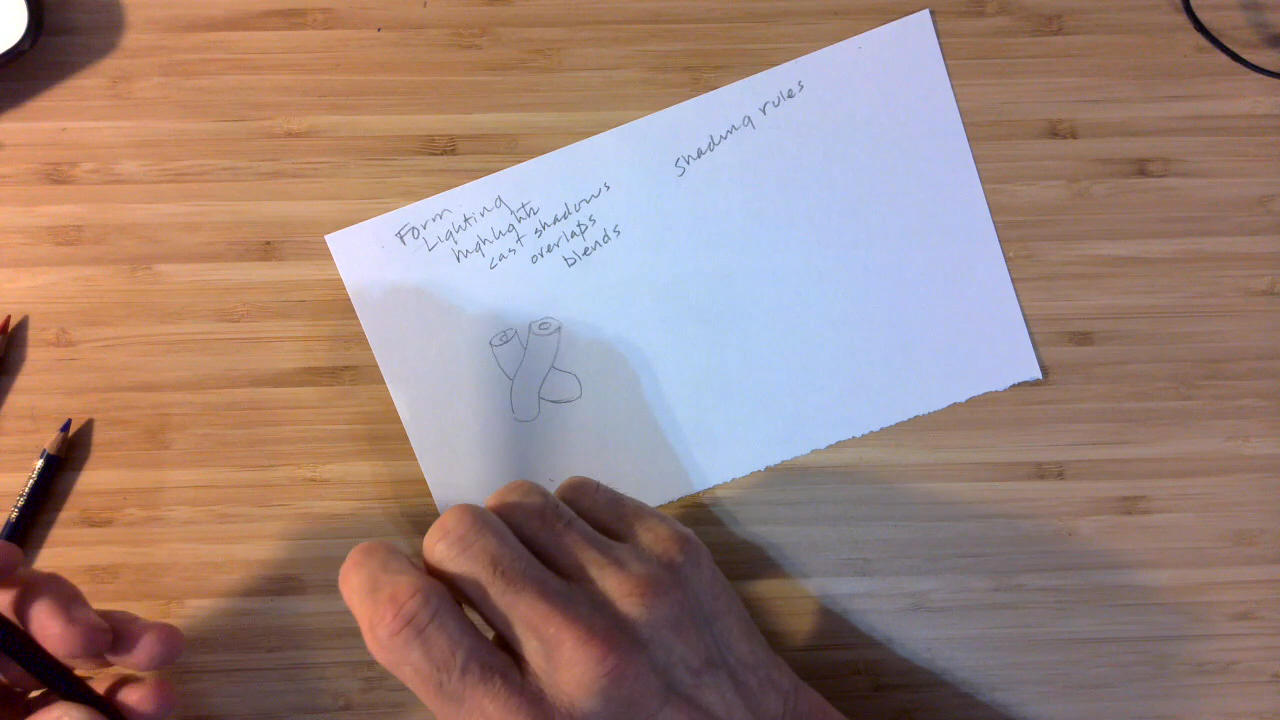 Form
Lighting
highlights
cast shadows
overlaps
blends
Shading rules